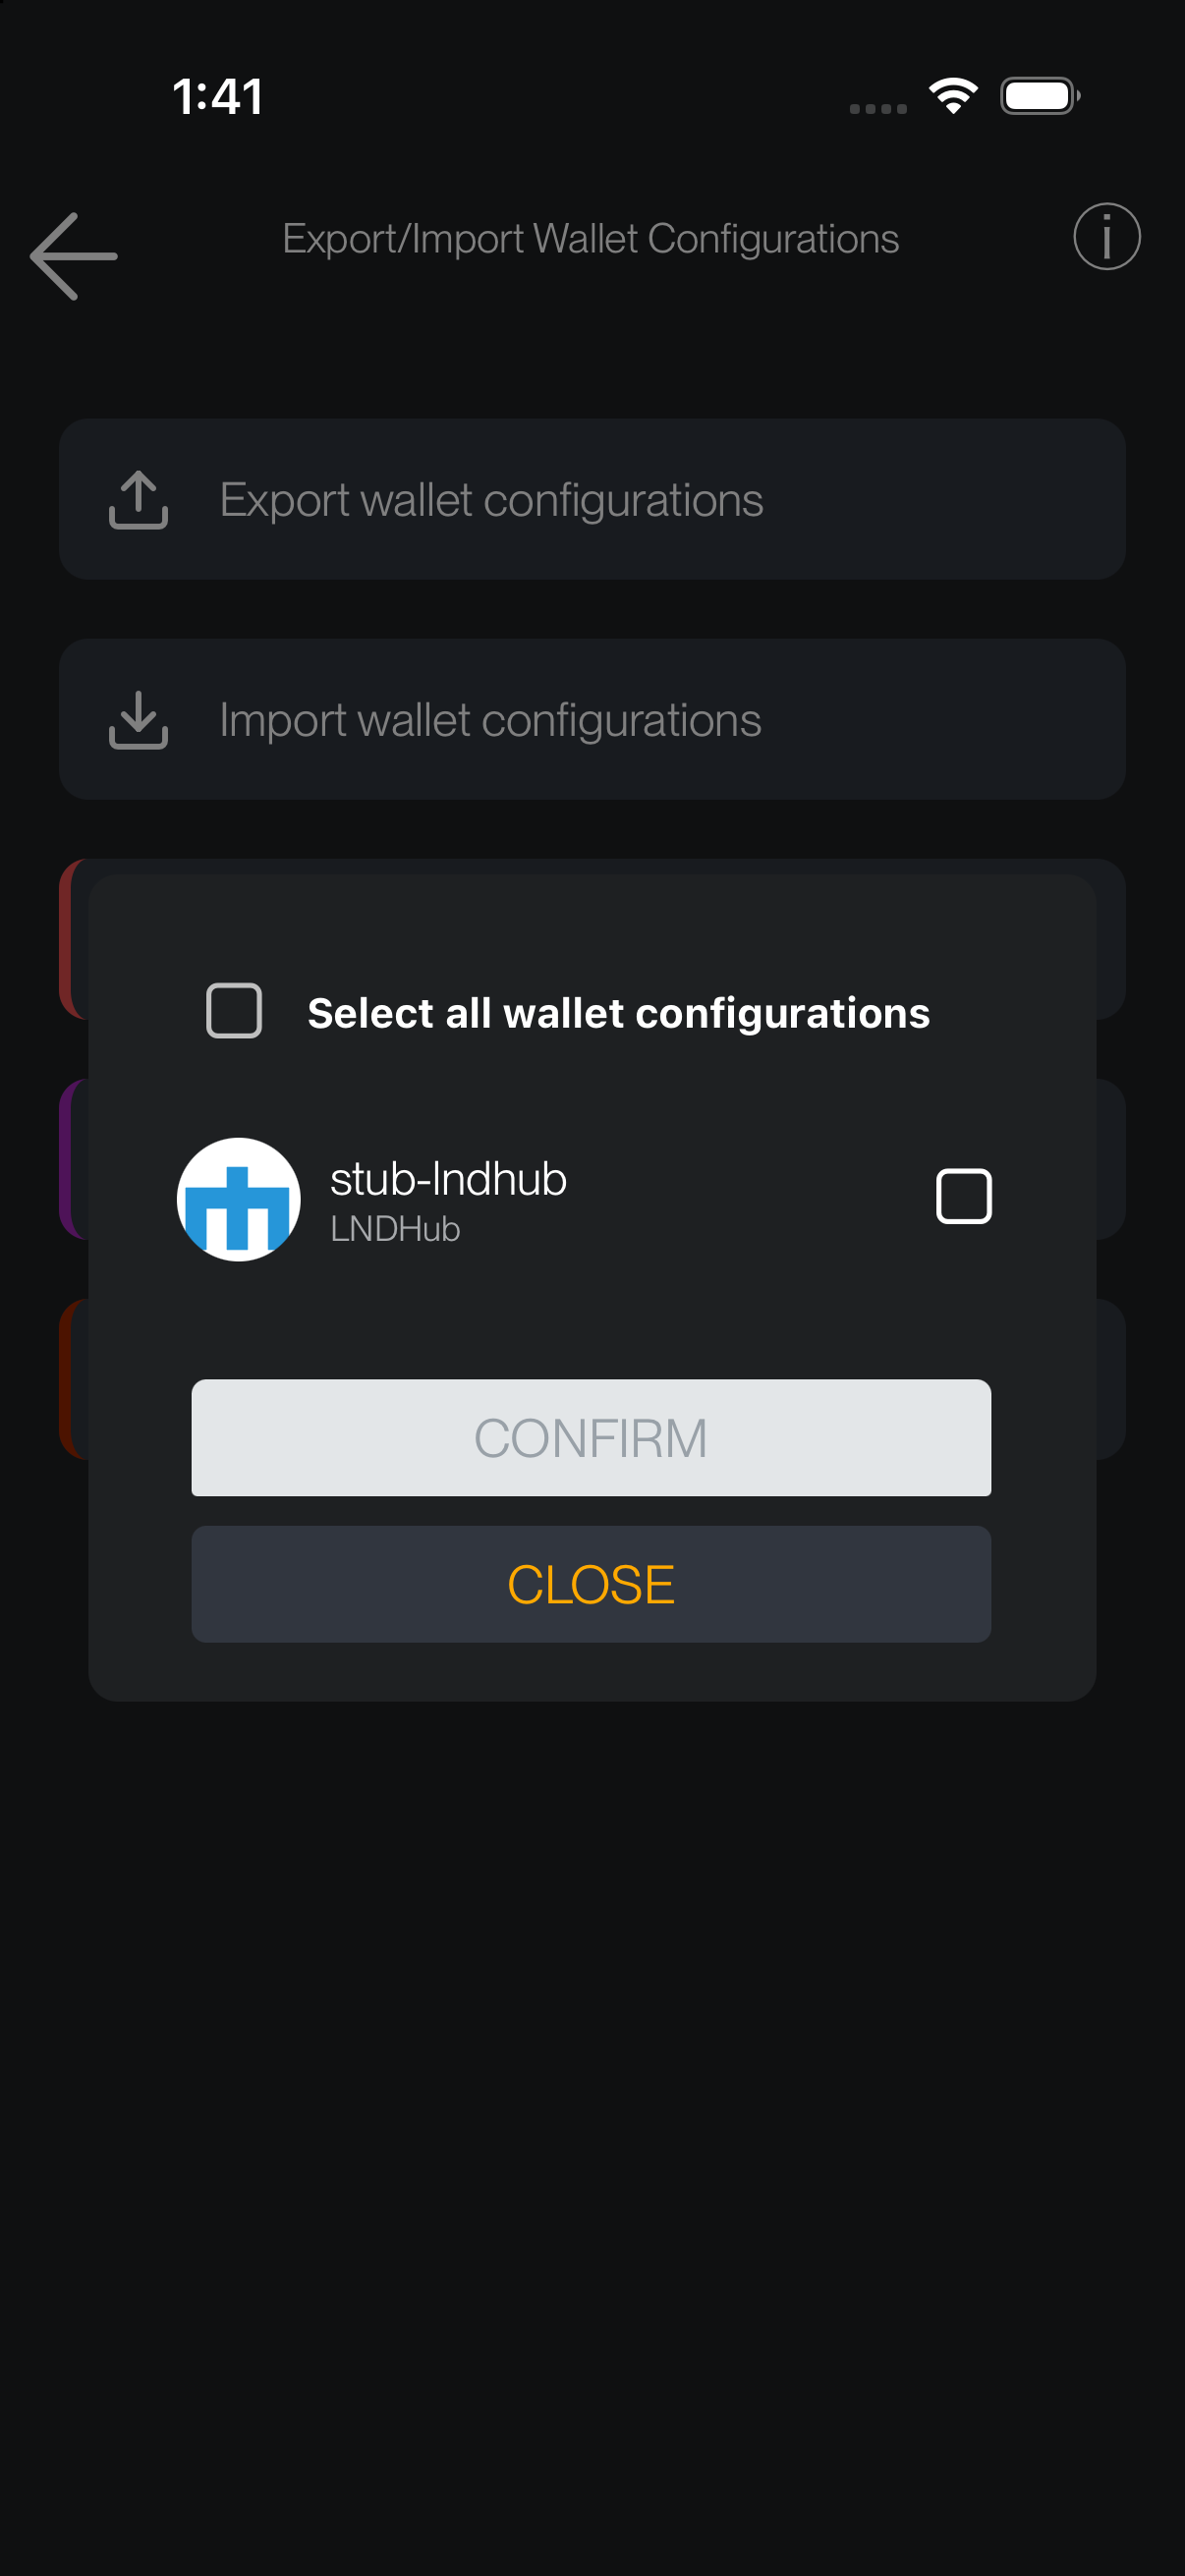 1:41
Export/Import Wallet Configurations
Export wallet configurations
Import wallet configurations
Select all wallet configurations
stub-lndhub
LNDHub
CONFIRM
CLOSE